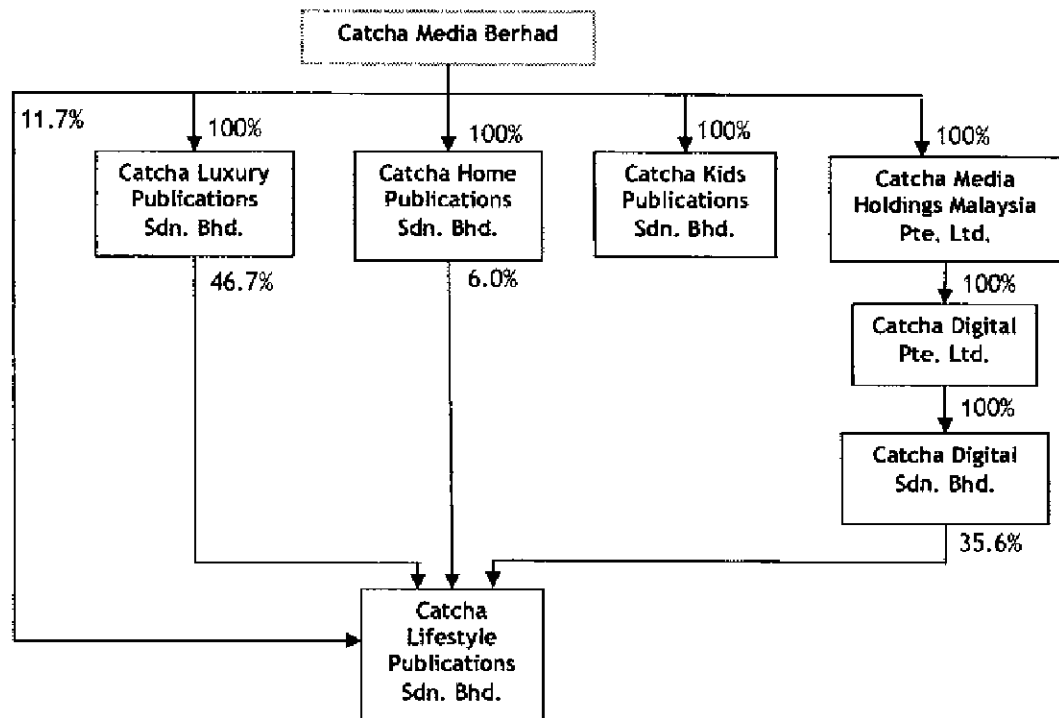 Catcha Media Berhad
11.7%
100%
100%
100%
100%
Catcha Luxury
Publications
Sdn. Bhd.
Catcha Home
Publications
Sdn. Bhd.
Catcha Kids
Publications
Sdn. Bhd.
Catcha Media
Holdings Malaysia
Pte. Ltd.
46.7%
6.0%
100%
Catcha Digital
Pte. Ltd.
100%
Catcha Digital
Sdn. Bhd.
35.6%
Catcha
Lifestyle
Publications
Sdn. Bhd.